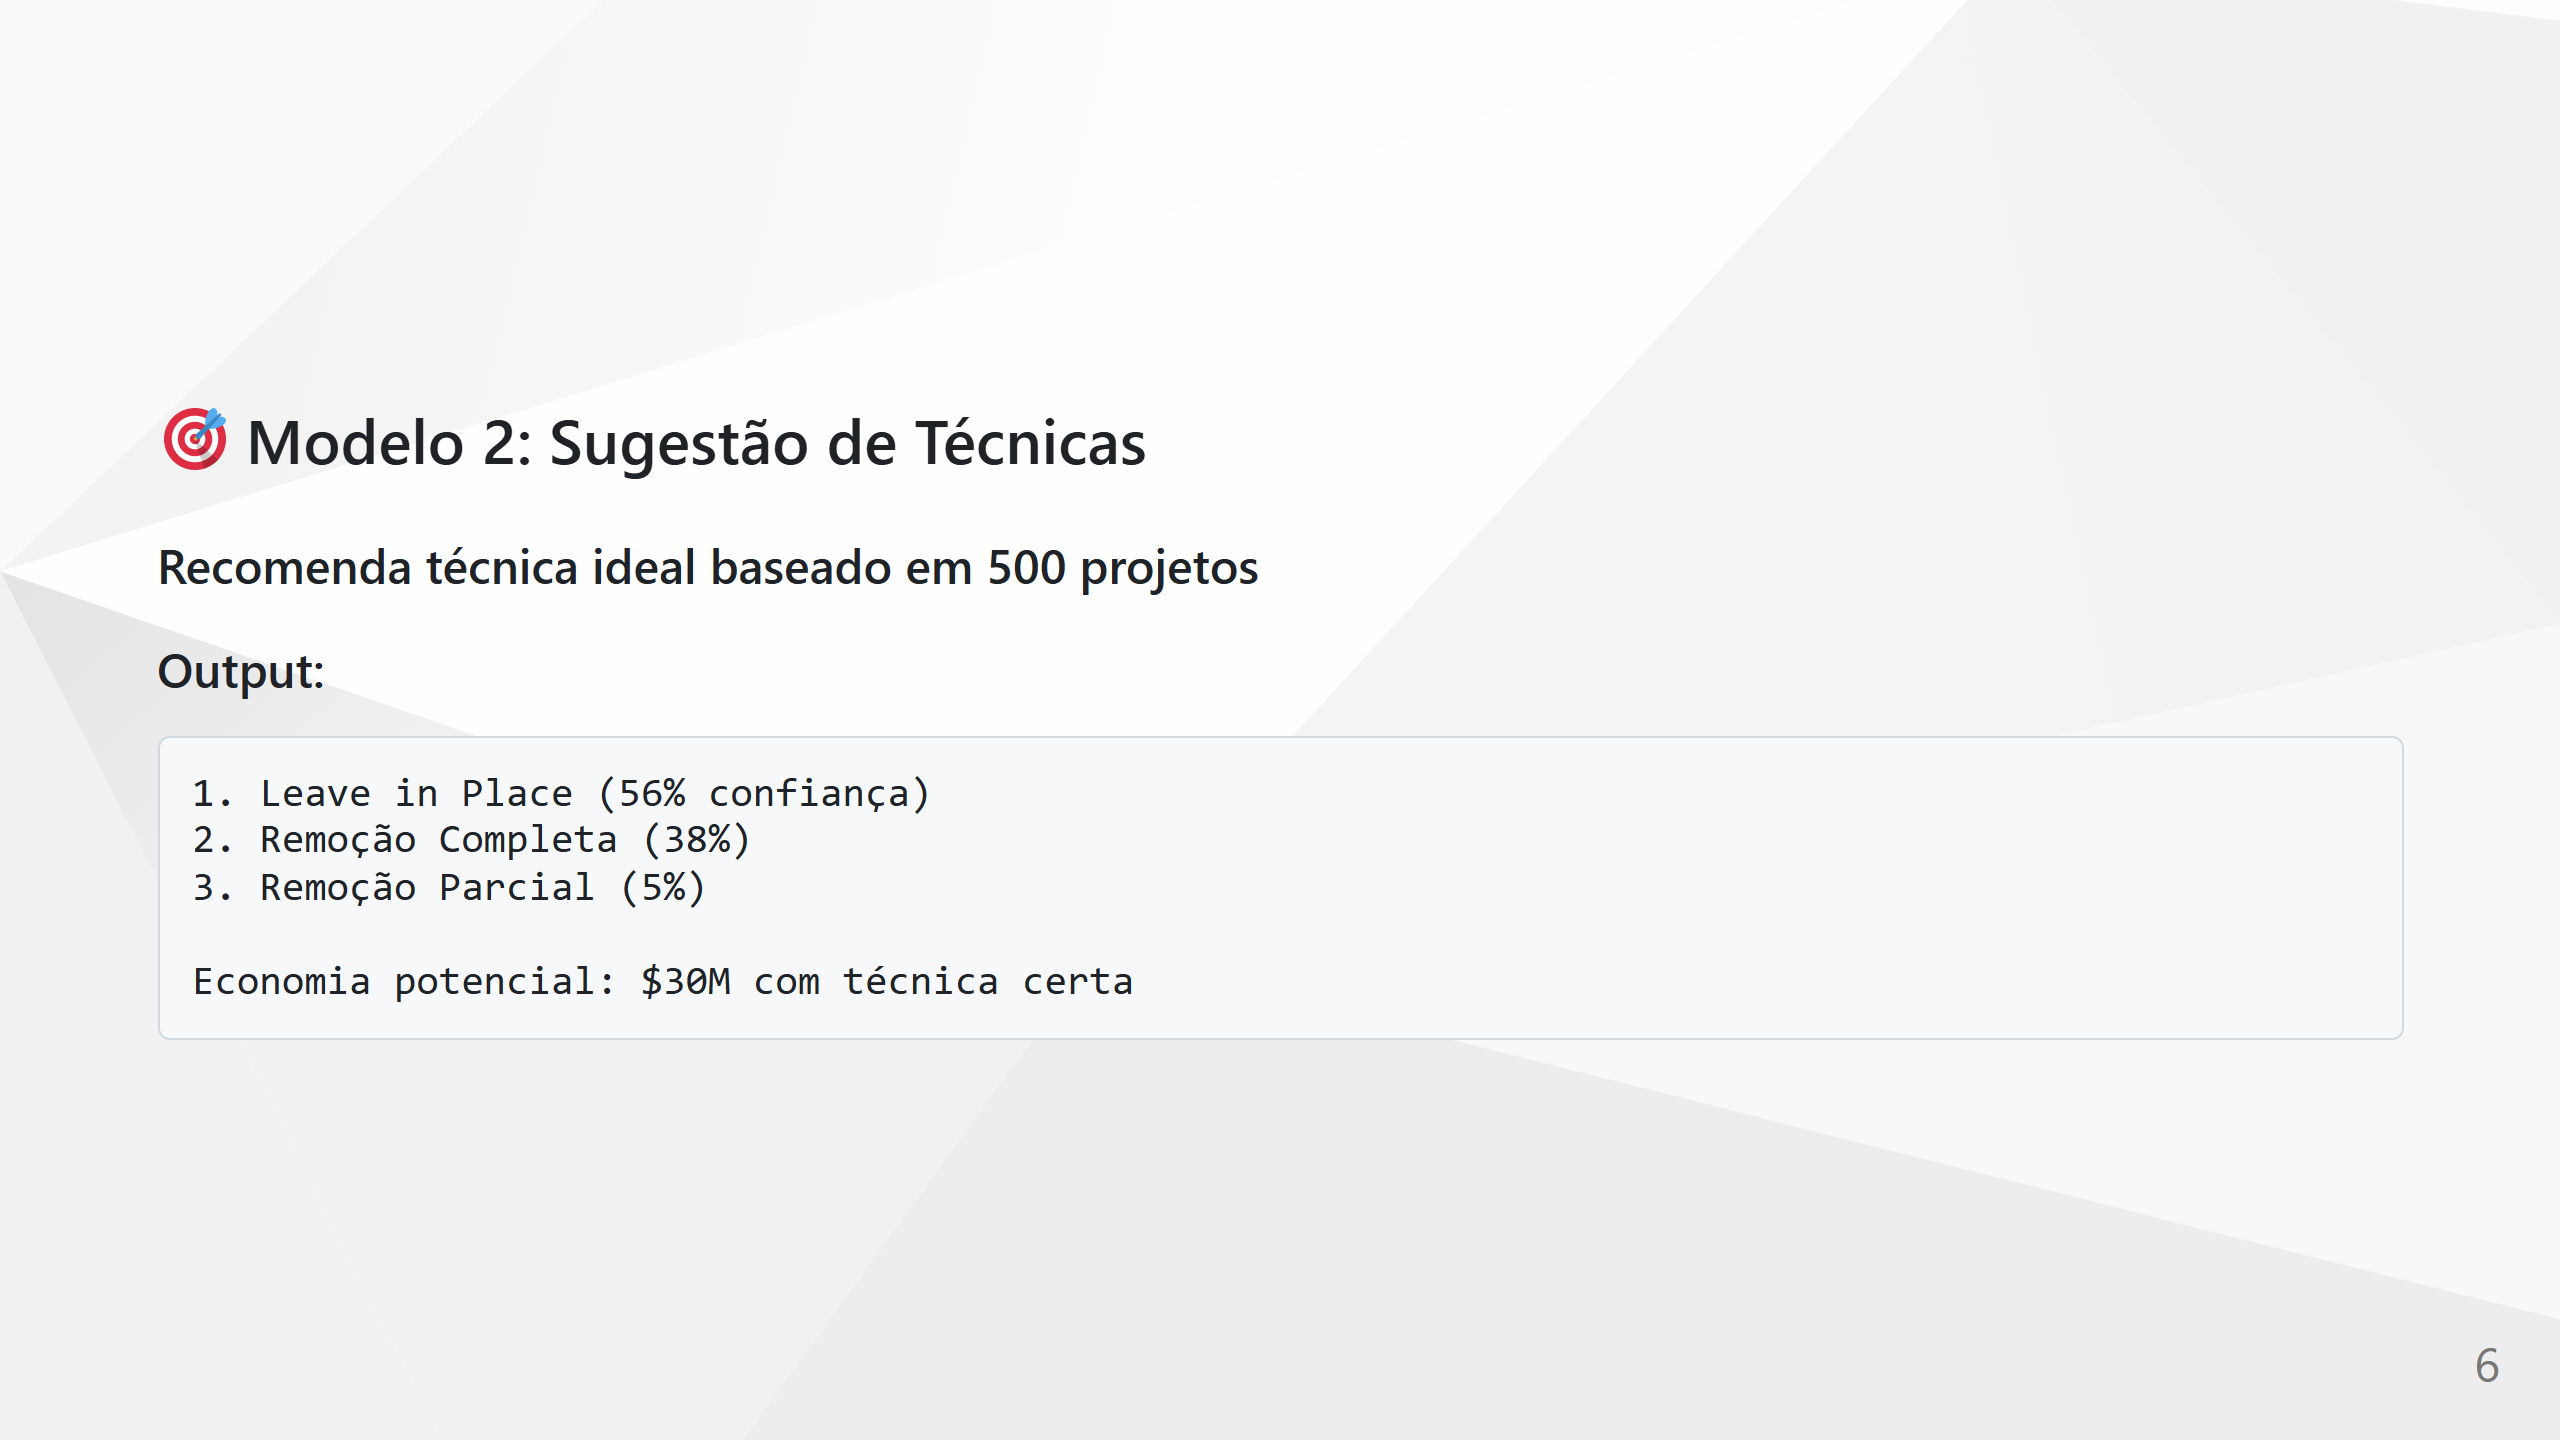 🎯 Modelo 2: Sugestão de Técnicas
Recomenda técnica ideal baseado em 500 projetos
Output:
1. Leave in Place (56% confiança)
2. Remoção Completa (38%)
3. Remoção Parcial (5%)
Economia potencial: $30M com técnica certa
6